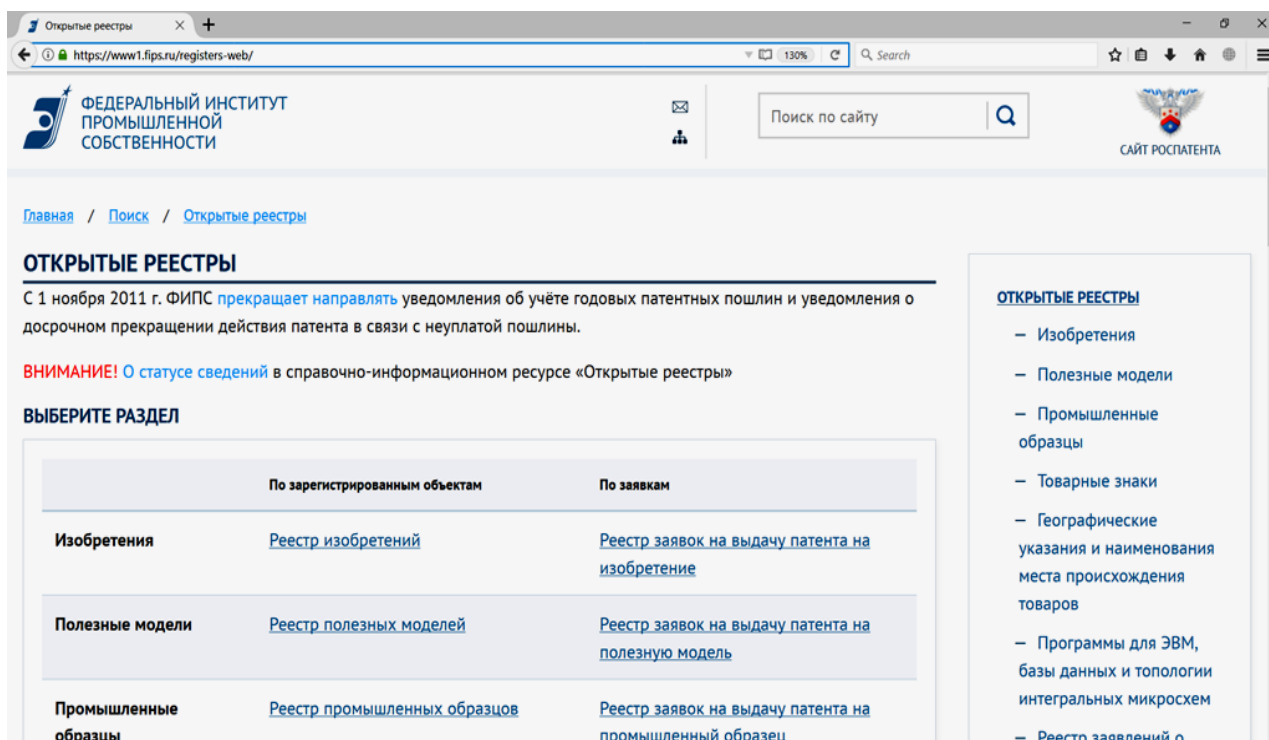 Открытые реестры
https://www1.fips.ru/registers-web/
130%
Search
ФЕДЕРАЛЬНЫЙ ИНСТИТУТ
ПРОМЫШЛЕННОЙ
СОБСТВЕННОСТИ
Поиск по сайту
САЙТ РОСПАТЕНТА
Главная / Поиск / Открытые реестры
ОТКРЫТЫЕ РЕЕСТРЫ
С 1 ноября 2011 г. ФИПС прекращает направлять уведомления об учёте годовых патентных пошлин и уведомления о
досрочном прекращении действия патента в связи с неуплатой пошлины.
ВНИМАНИЕ! О статусе сведений в справочно-информационном ресурсе «Открытые реестры»
ВЫБЕРИТЕ РАЗДЕЛ
По зарегистрированным объектам
По заявкам
Изобретения
Реестр изобретений
Реестр заявок на выдачу патента на
изобретение
Полезные модели
Реестр полезных моделей
Реестр заявок на выдачу патента на
полезную модель
Промышленные
образцы
Реестр промышленных образцов
Реестр заявок на выдачу патента на
промышленный образец
ОТКРЫТЫЕ РЕЕСТРЫ
— Изобретения
— Полезные модели
— Промышленные
образцы
— Товарные знаки
— Географические
указания и наименования
места происхождения
товаров
— Программы для ЭВМ,
базы данных и топологии
интегральных микросхем
— Реестр заявлений о